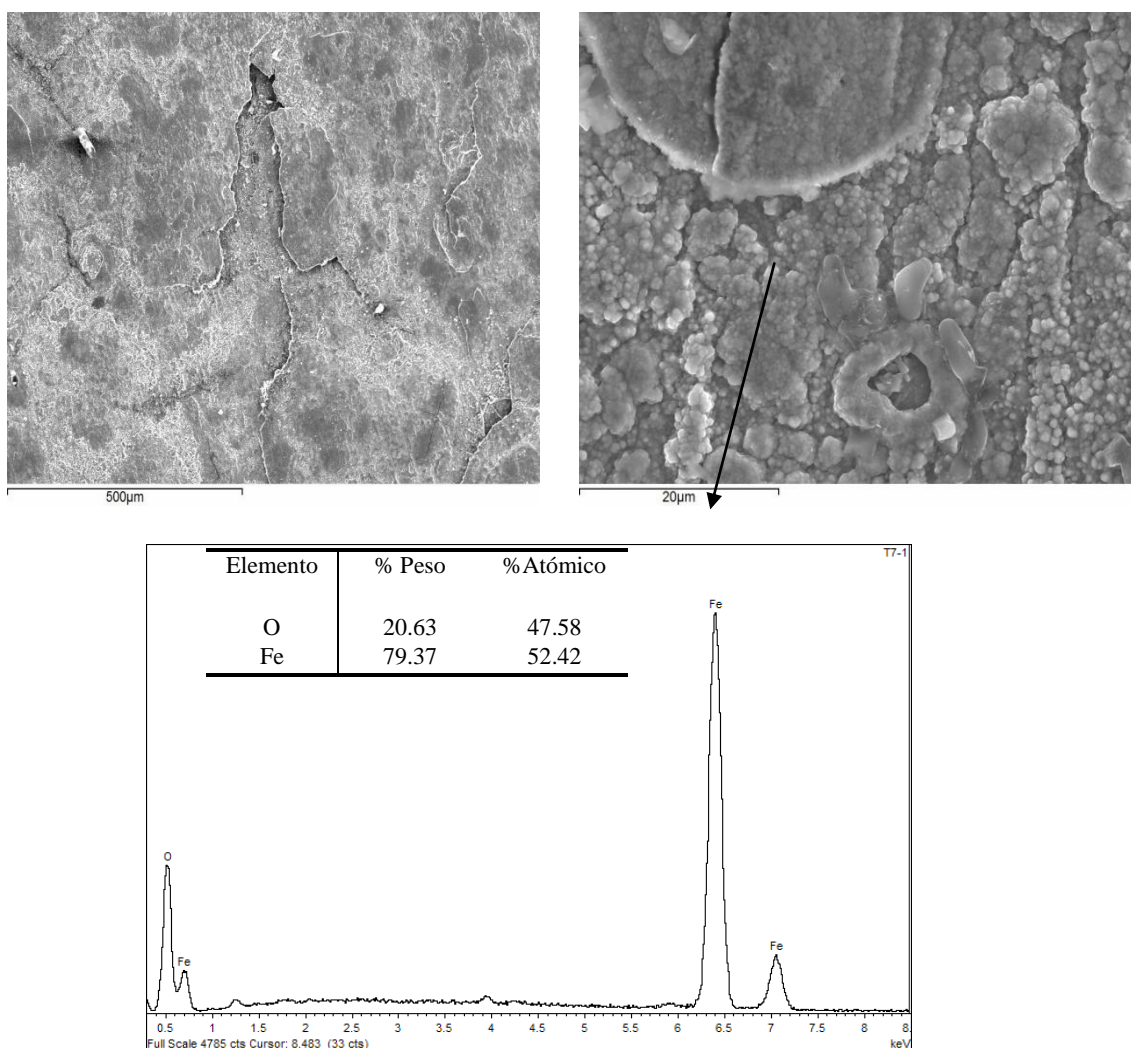 500µm
20µm
T7-1
Elemento % Peso %Atómico
O 20.63 47.58
Fe 79.37 52.42
O
Fe
Fe
Fe
0.5 1 1.5 2 2.5 3 3.5 4 4.5 5 5.5 6 6.5 7 7.5 8 8.
Full Scale 4785 cts Cursor: 8.483 (33 cts) keV